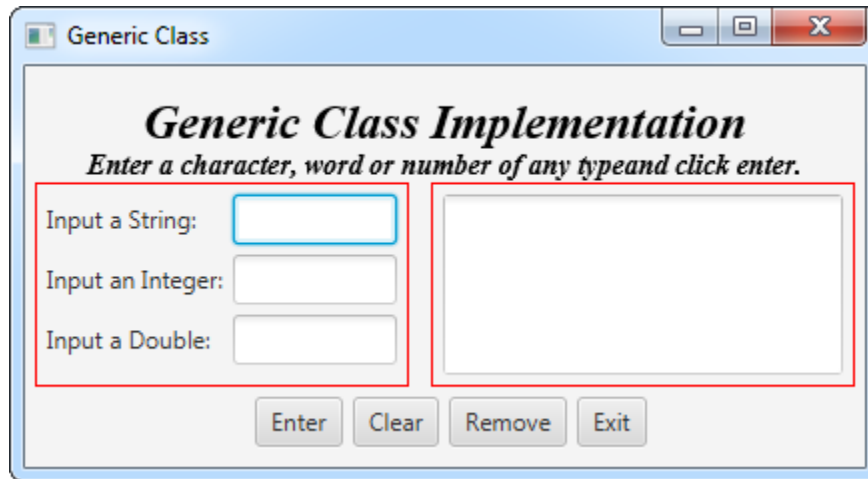 Generic Class
Generic Class Implementation
Enter a character, word or number of any typeand click enter.
Input a String:
Input an Integer:
Input a Double:
Enter Clear Remove Exit